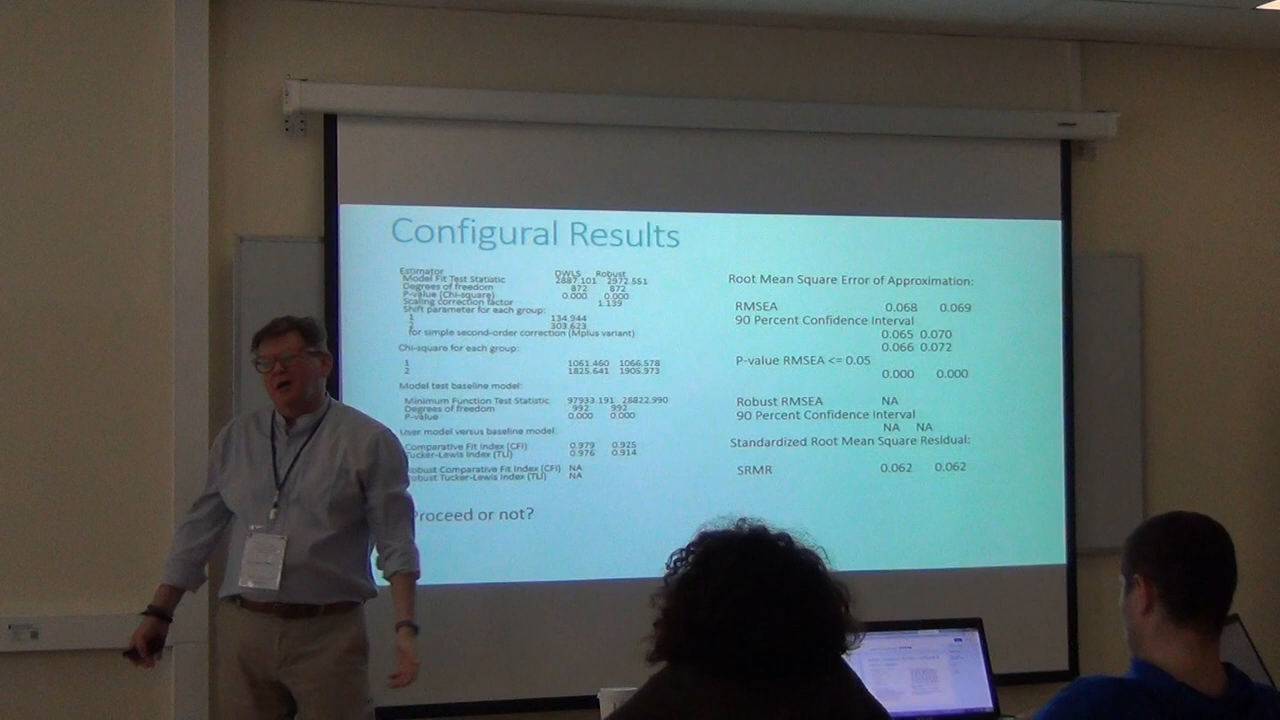 Configural Results
Estimator DWLS Robust
Model Fit Test Statistic 2887.101 2972.551
Degrees of freedom 872 872
P-value (Chi-square) 0.000 0.000
Scaling correction factor 1.139
Shift parameter for each group:
1 134.944
2 303.623
for simple second-order correction (Mplus variant)
Chi-square for each group:
1 1061.460 1066.578
2 1825.641 1905.973
Model test baseline model:
Minimum Function Test Statistic 97933.191 28822.990
Degrees of freedom 992 992
P-value 0.000 0.000
User model versus baseline model:
Comparative Fit Index (CFI) 0.979 0.925
Tucker-Lewis Index (TLI) 0.976 0.914
obust Comparative Fit Index (CFI) NA
obust Tucker-Lewis Index (TLI) NA
Proceed or not?
Root Mean Square Error of Approximation:
RMSEA 0.068 0.069
90 Percent Confidence Interval
0.065 0.070
0.066 0.072
P-value RMSEA <= 0.05
0.000 0.000
Robust RMSEA NA
90 Percent Confidence Interval
NA NA
Standardized Root Mean Square Residual:
SRMR 0.062 0.062